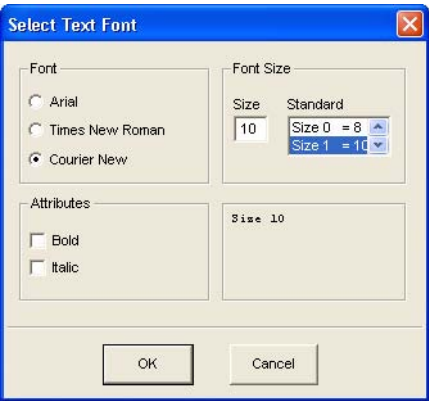 Select Text Font
Font
Arial
Times New Roman
Courier New
Font Size
Size
Standard
10
Size 0 = 8
Size 1 = 10
Attributes
Bold
Italic
Size 10
OK
Cancel